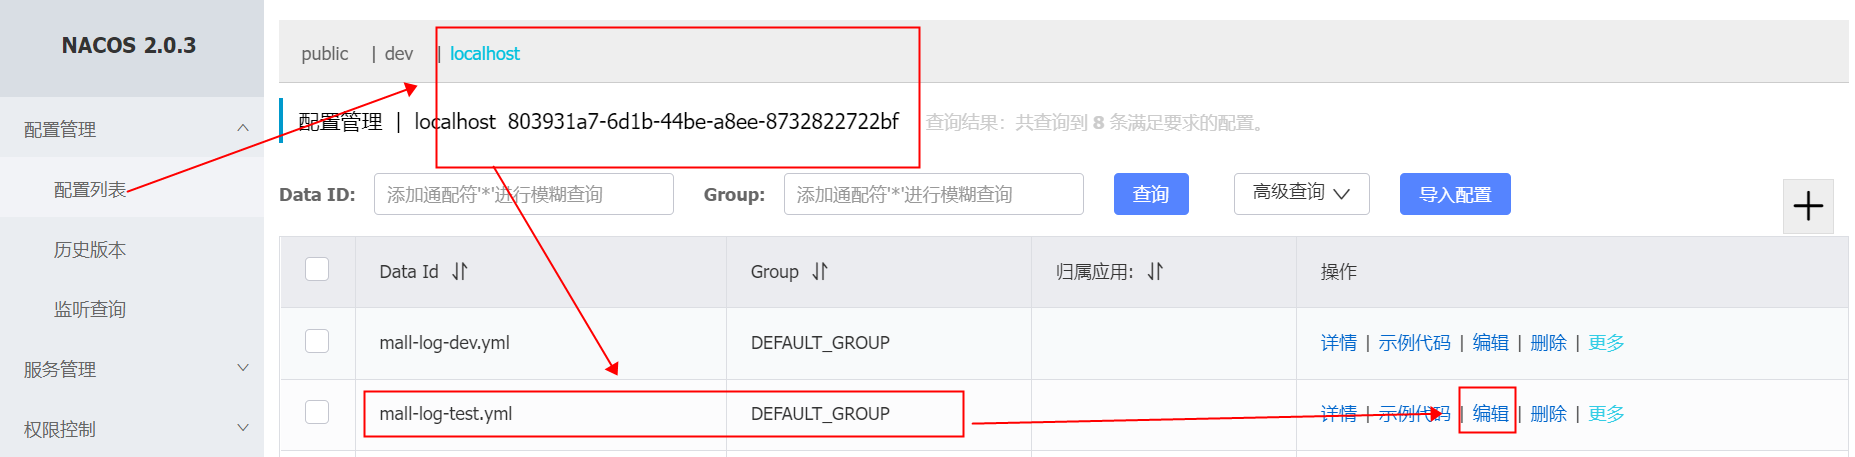 NACOS 2.0.3
配置管理
配置列表
历史版本
监听查询
服务管理
权限控制
public | dev | localhost
配置管理 | localhost 803931a7-6d1b-44be-a8ee-8732822722bf 查询结果：共查询到 8 条满足要求的配置。
Data ID: 添加通配符'*'进行模糊查询 Group: 添加通配符'*'进行模糊查询 查询 高级查询 导入配置
Data Id Group 归属应用: 操作
mall-log-dev.yml DEFAULT_GROUP 详情 | 示例代码 | 编辑 | 删除 | 更多
mall-log-test.yml DEFAULT_GROUP 详情 | 示例代码 | 编辑 | 删除 | 更多